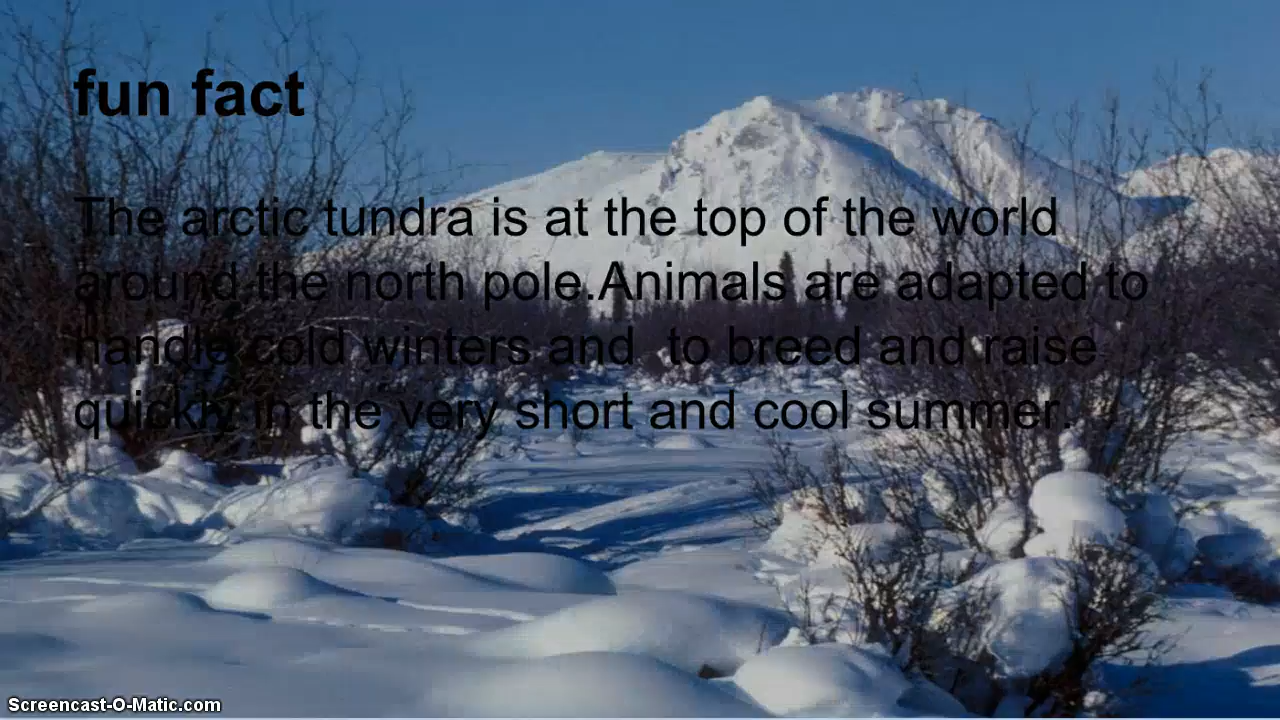 fun fact
The arctic tundra is at the top of the world
around the north pole.Animals are adapted to
handle cold winters and  to breed and raise
quickly in the very short and cool summer.
Screencast-O-Matic.com